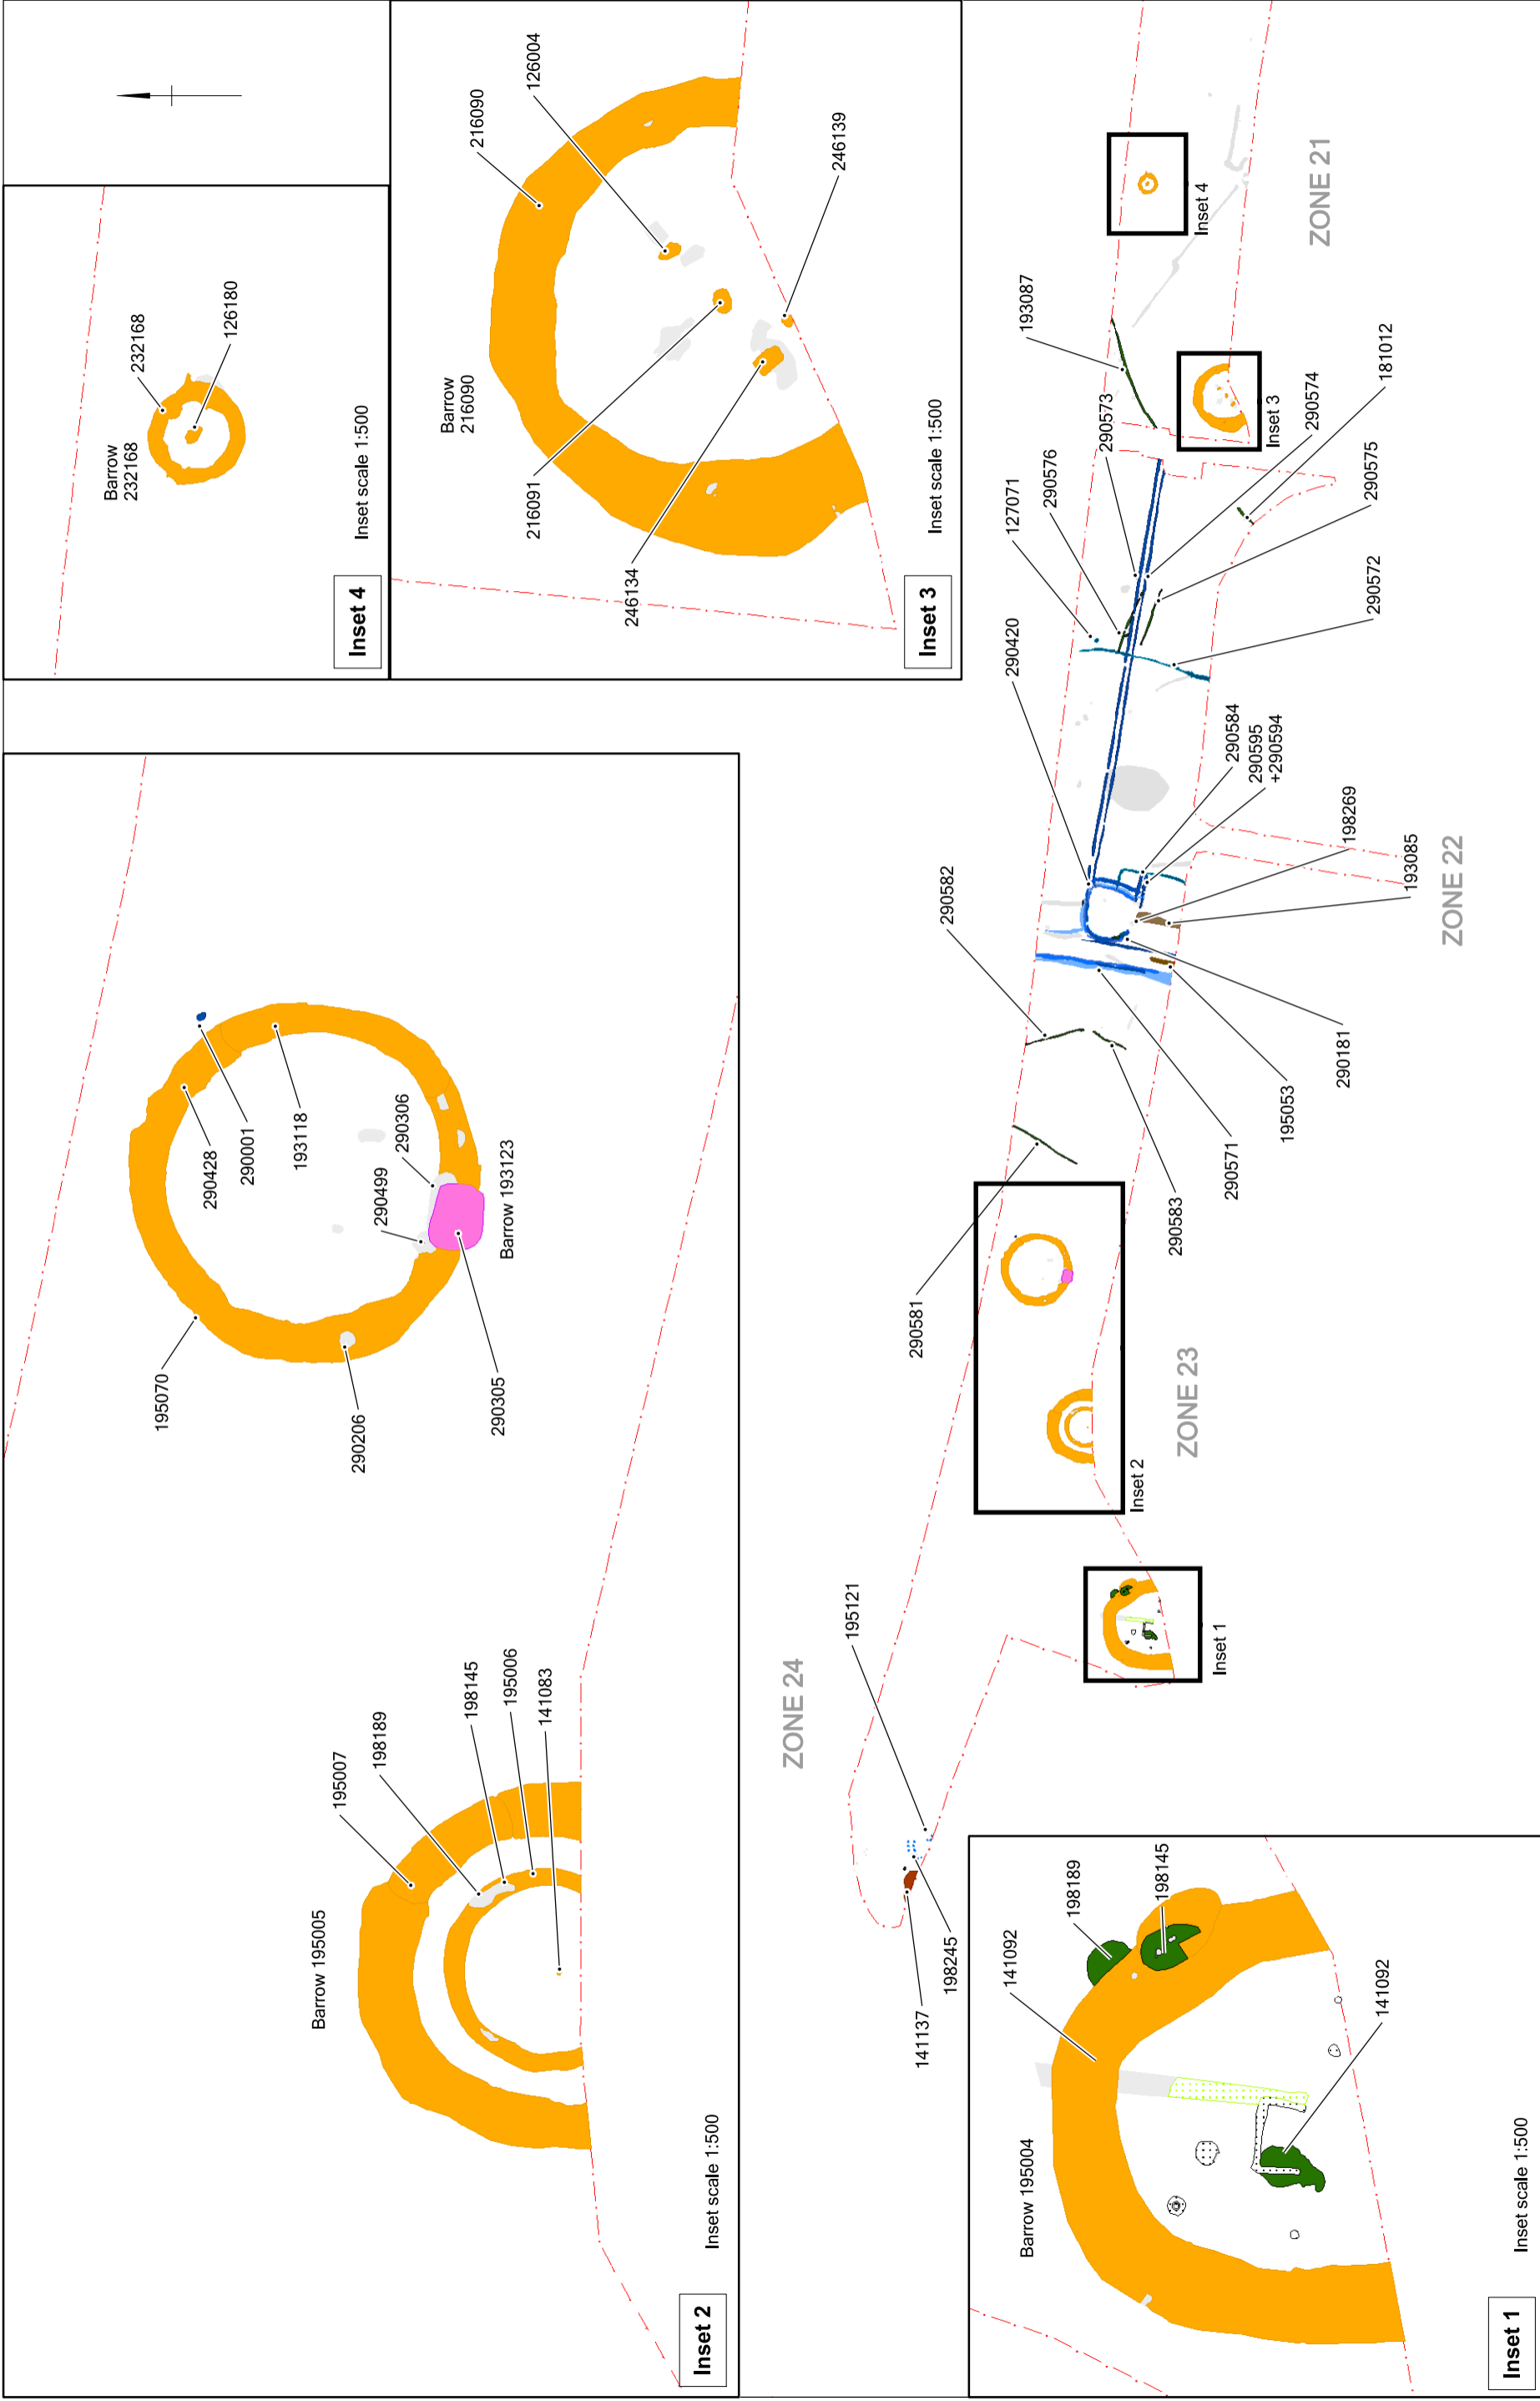 Barrow 195005
195007
198189
198145
195006
141083
195070
290206
290305
290428
290001
193118
290499
290306
Barrow 193123
Inset scale 1:500
Inset 2
Barrow
232168
232168
126180
Inset scale 1:500
Inset 4
Barrow
216090
216090
126004
216091
246134
246139
Inset scale 1:500
Inset 3
ZONE 24
195121
141137
198245
Inset 1
Inset 2
ZONE 23
290581
290582
290583
290571
195053
290181
193085
198269
290584
290595
+290594
ZONE 22
290420
127071
290576
290573
290572
290575
290574
181012
193087
Inset 3
Inset 4
ZONE 21
Barrow 195004
141092
198189
198145
141092
Inset scale 1:500
Inset 1